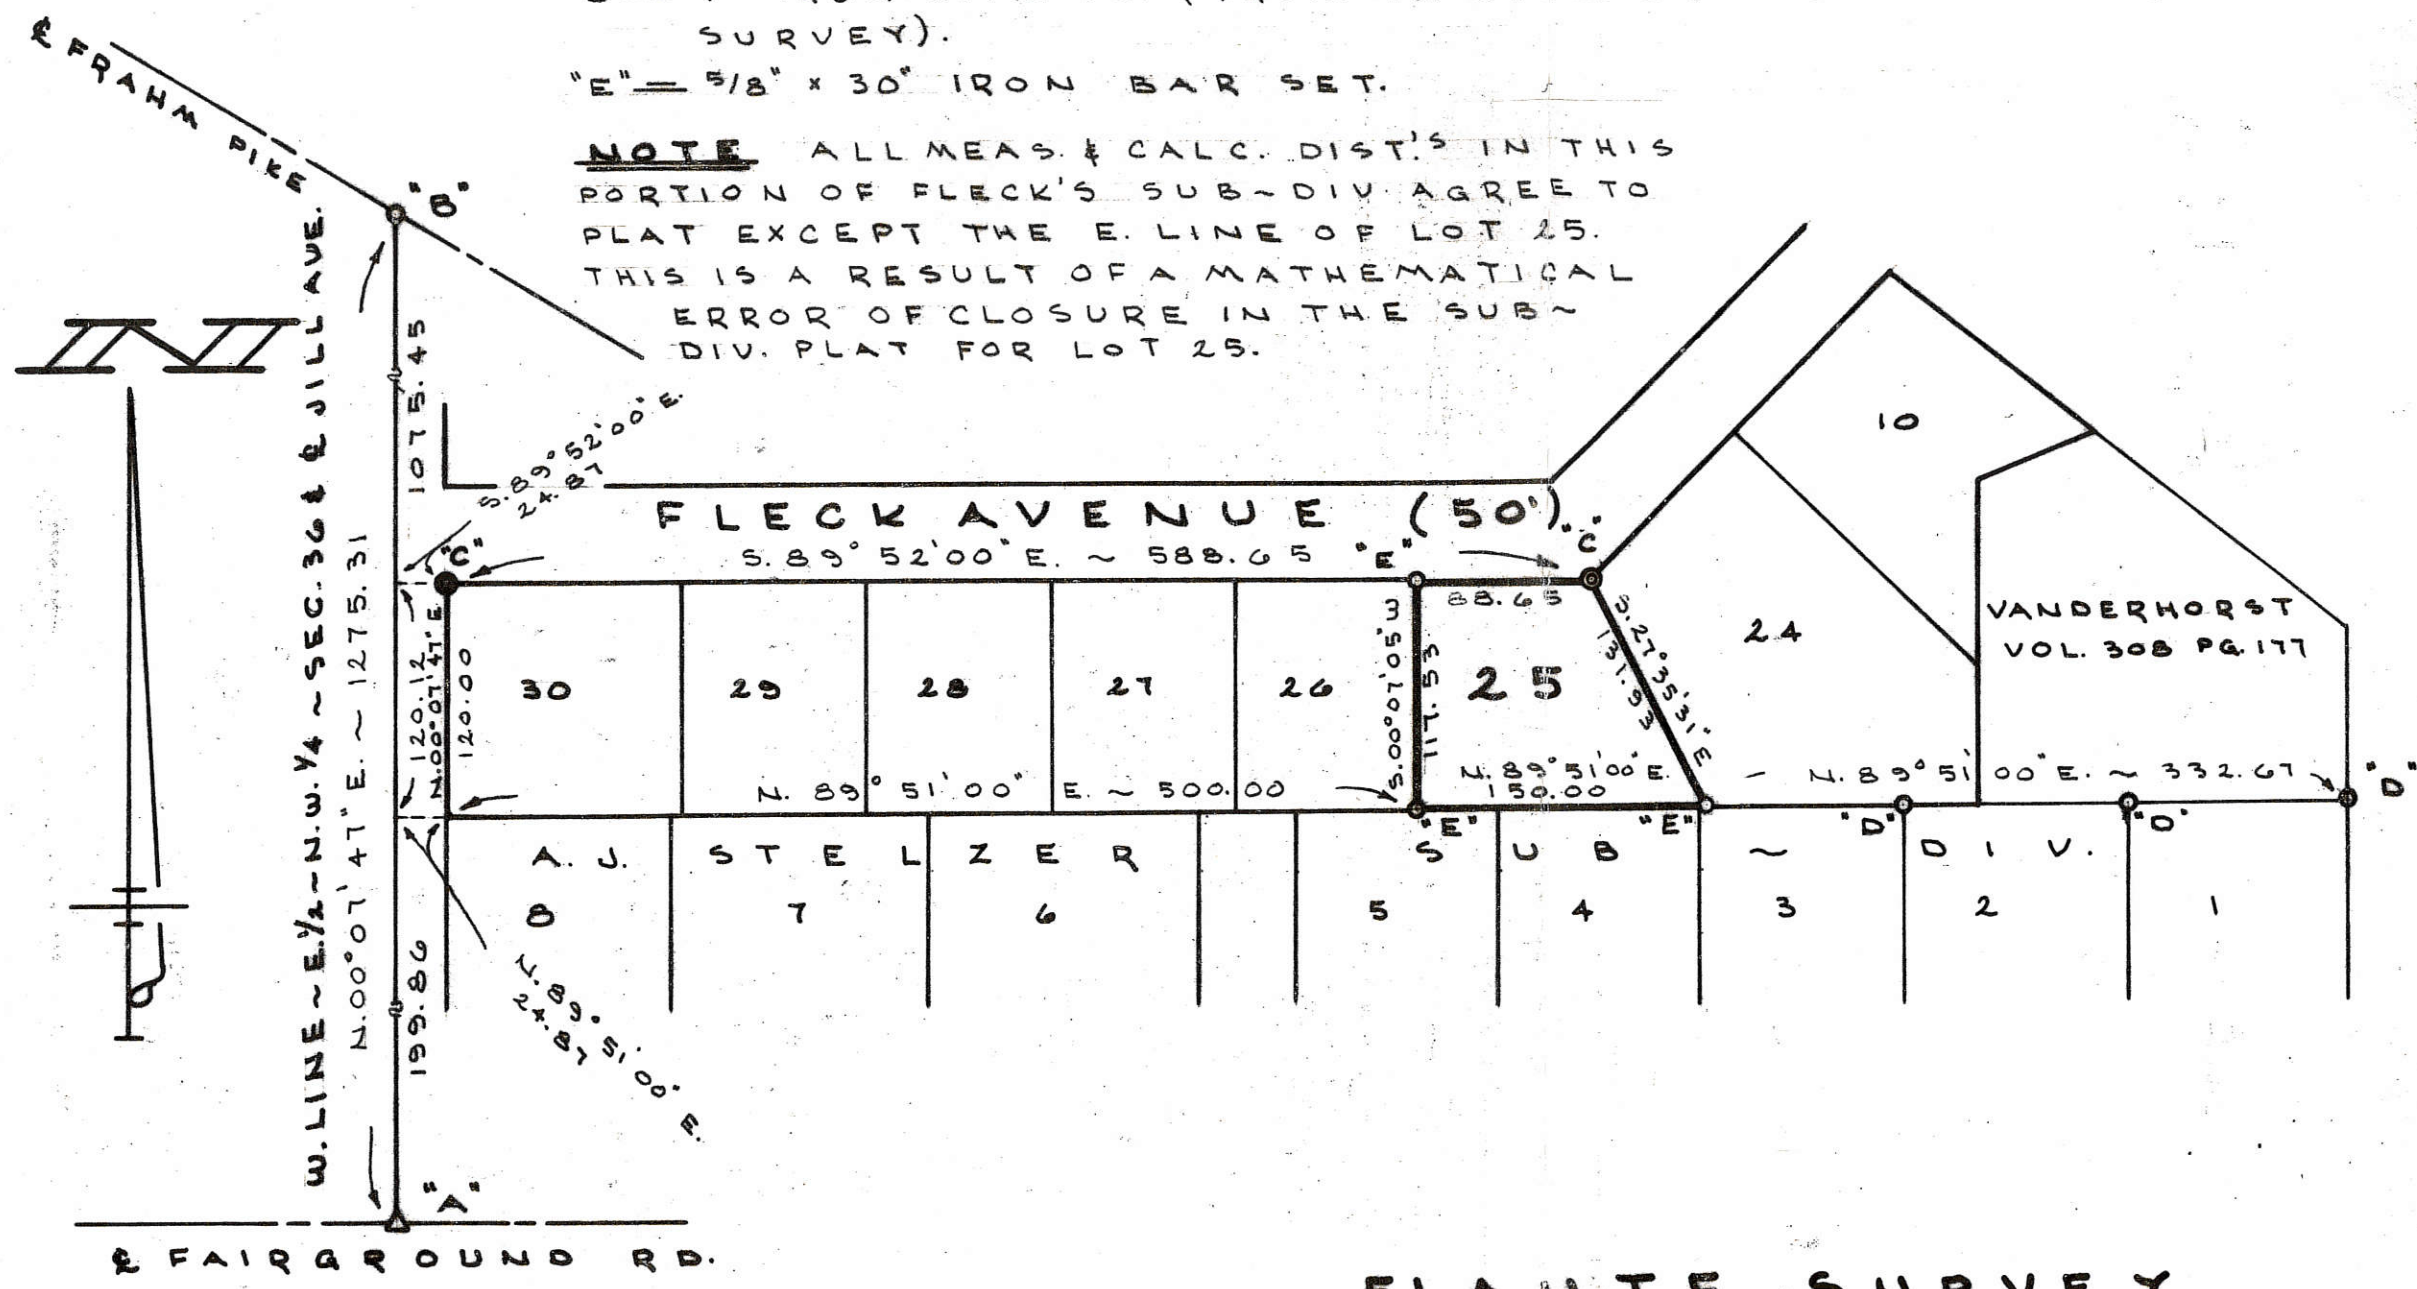 SURVEY).
"E" = 5/8" x 30" IRON BAR SET.
NOTE ALL MEAS. & CALC. DIST.'S IN THIS
PORTION OF FLECK'S SUB~DIV. AGREE TO
PLAT EXCEPT THE E. LINE OF LOT 25.
THIS IS A RESULT OF A MATHEMATICAL
ERROR OF CLOSURE IN THE SUB~
DIV. PLAT FOR LOT 25.
℄ FRAHM PIKE
"B"
N
W. LINE ~ E. 1/2 ~ N.W. 1/4 ~ SEC. 36 & ℄ JILL AVE.
N.00°07'47"E. ~ 1275.31
1075.45
S.89°52'00"E.
24.87
FLECK AVENUE (50')
"C"
S.89°52'00"E. ~ 588.65
"E"
"C"
88.65
120.12
N.00°07'47"E
120.00
30
29
28
27
26
S.00°07'05"W
117.53
25
S.27°35'31"E
131.93
24
10
VANDERHORST
VOL. 308 PG. 177
N. 89°51'00" E. ~ 500.00
N. 89°51'00"E.
150.00
~ N.89°51'00"E. ~ 332.67
"D"
"E"
"E"
"D"
"D"
A. J. STELZER SUB ~ DIV.
8
7
6
5
4
3
2
1
N.89°51'00"E.
24.87
199.86
"A"
℄ FAIRGROUND RD.
SURVEY